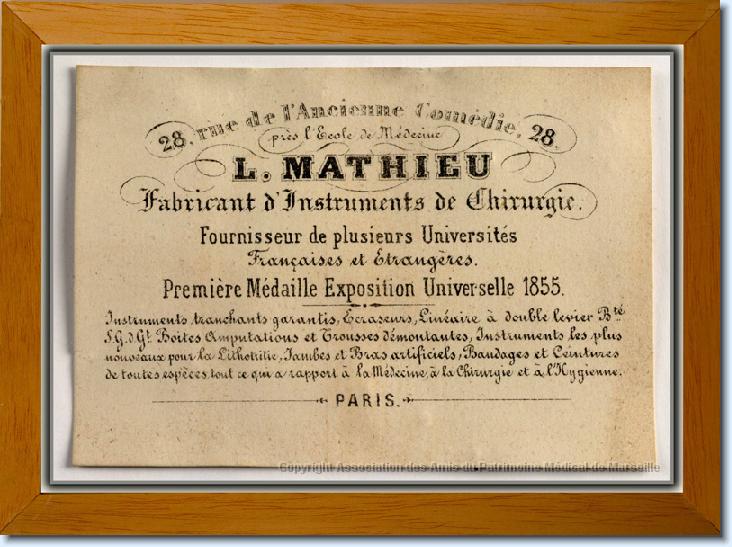 28, rue de l'Ancienne Comédie, 28.
près l'École de Médecine
L. MATHIEU
Fabricant d'Instruments de Chirurgie.
Fournisseur de plusieurs Universités
Françaises et Etrangères.
Première Médaille Exposition Universelle 1855.
Instruments tranchants garantis, Ecraseurs, Linéaire à double levier Bté
S.G.d.Gt. Boites Amputations et Trousses démontantes, Instruments les plus
nouveaux pour la Lithotritie, Jambes et Bras artificiels, Bandages et Ceintures
de toutes espèces, tout ce qui a rapport à la Médecine, à la Chirurgie et à l'Hygienne.
PARIS.
Copyright Association des Amis du Patrimoine Médical de Marseille